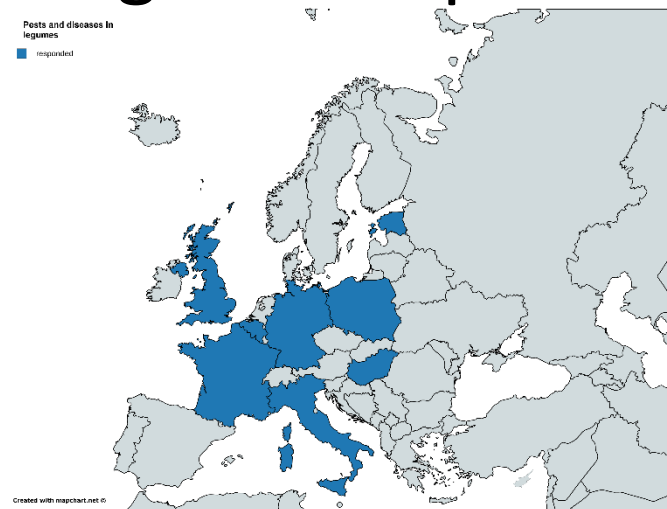 Pests and diseases in
legumes
responded
Created with mapchart.net ©